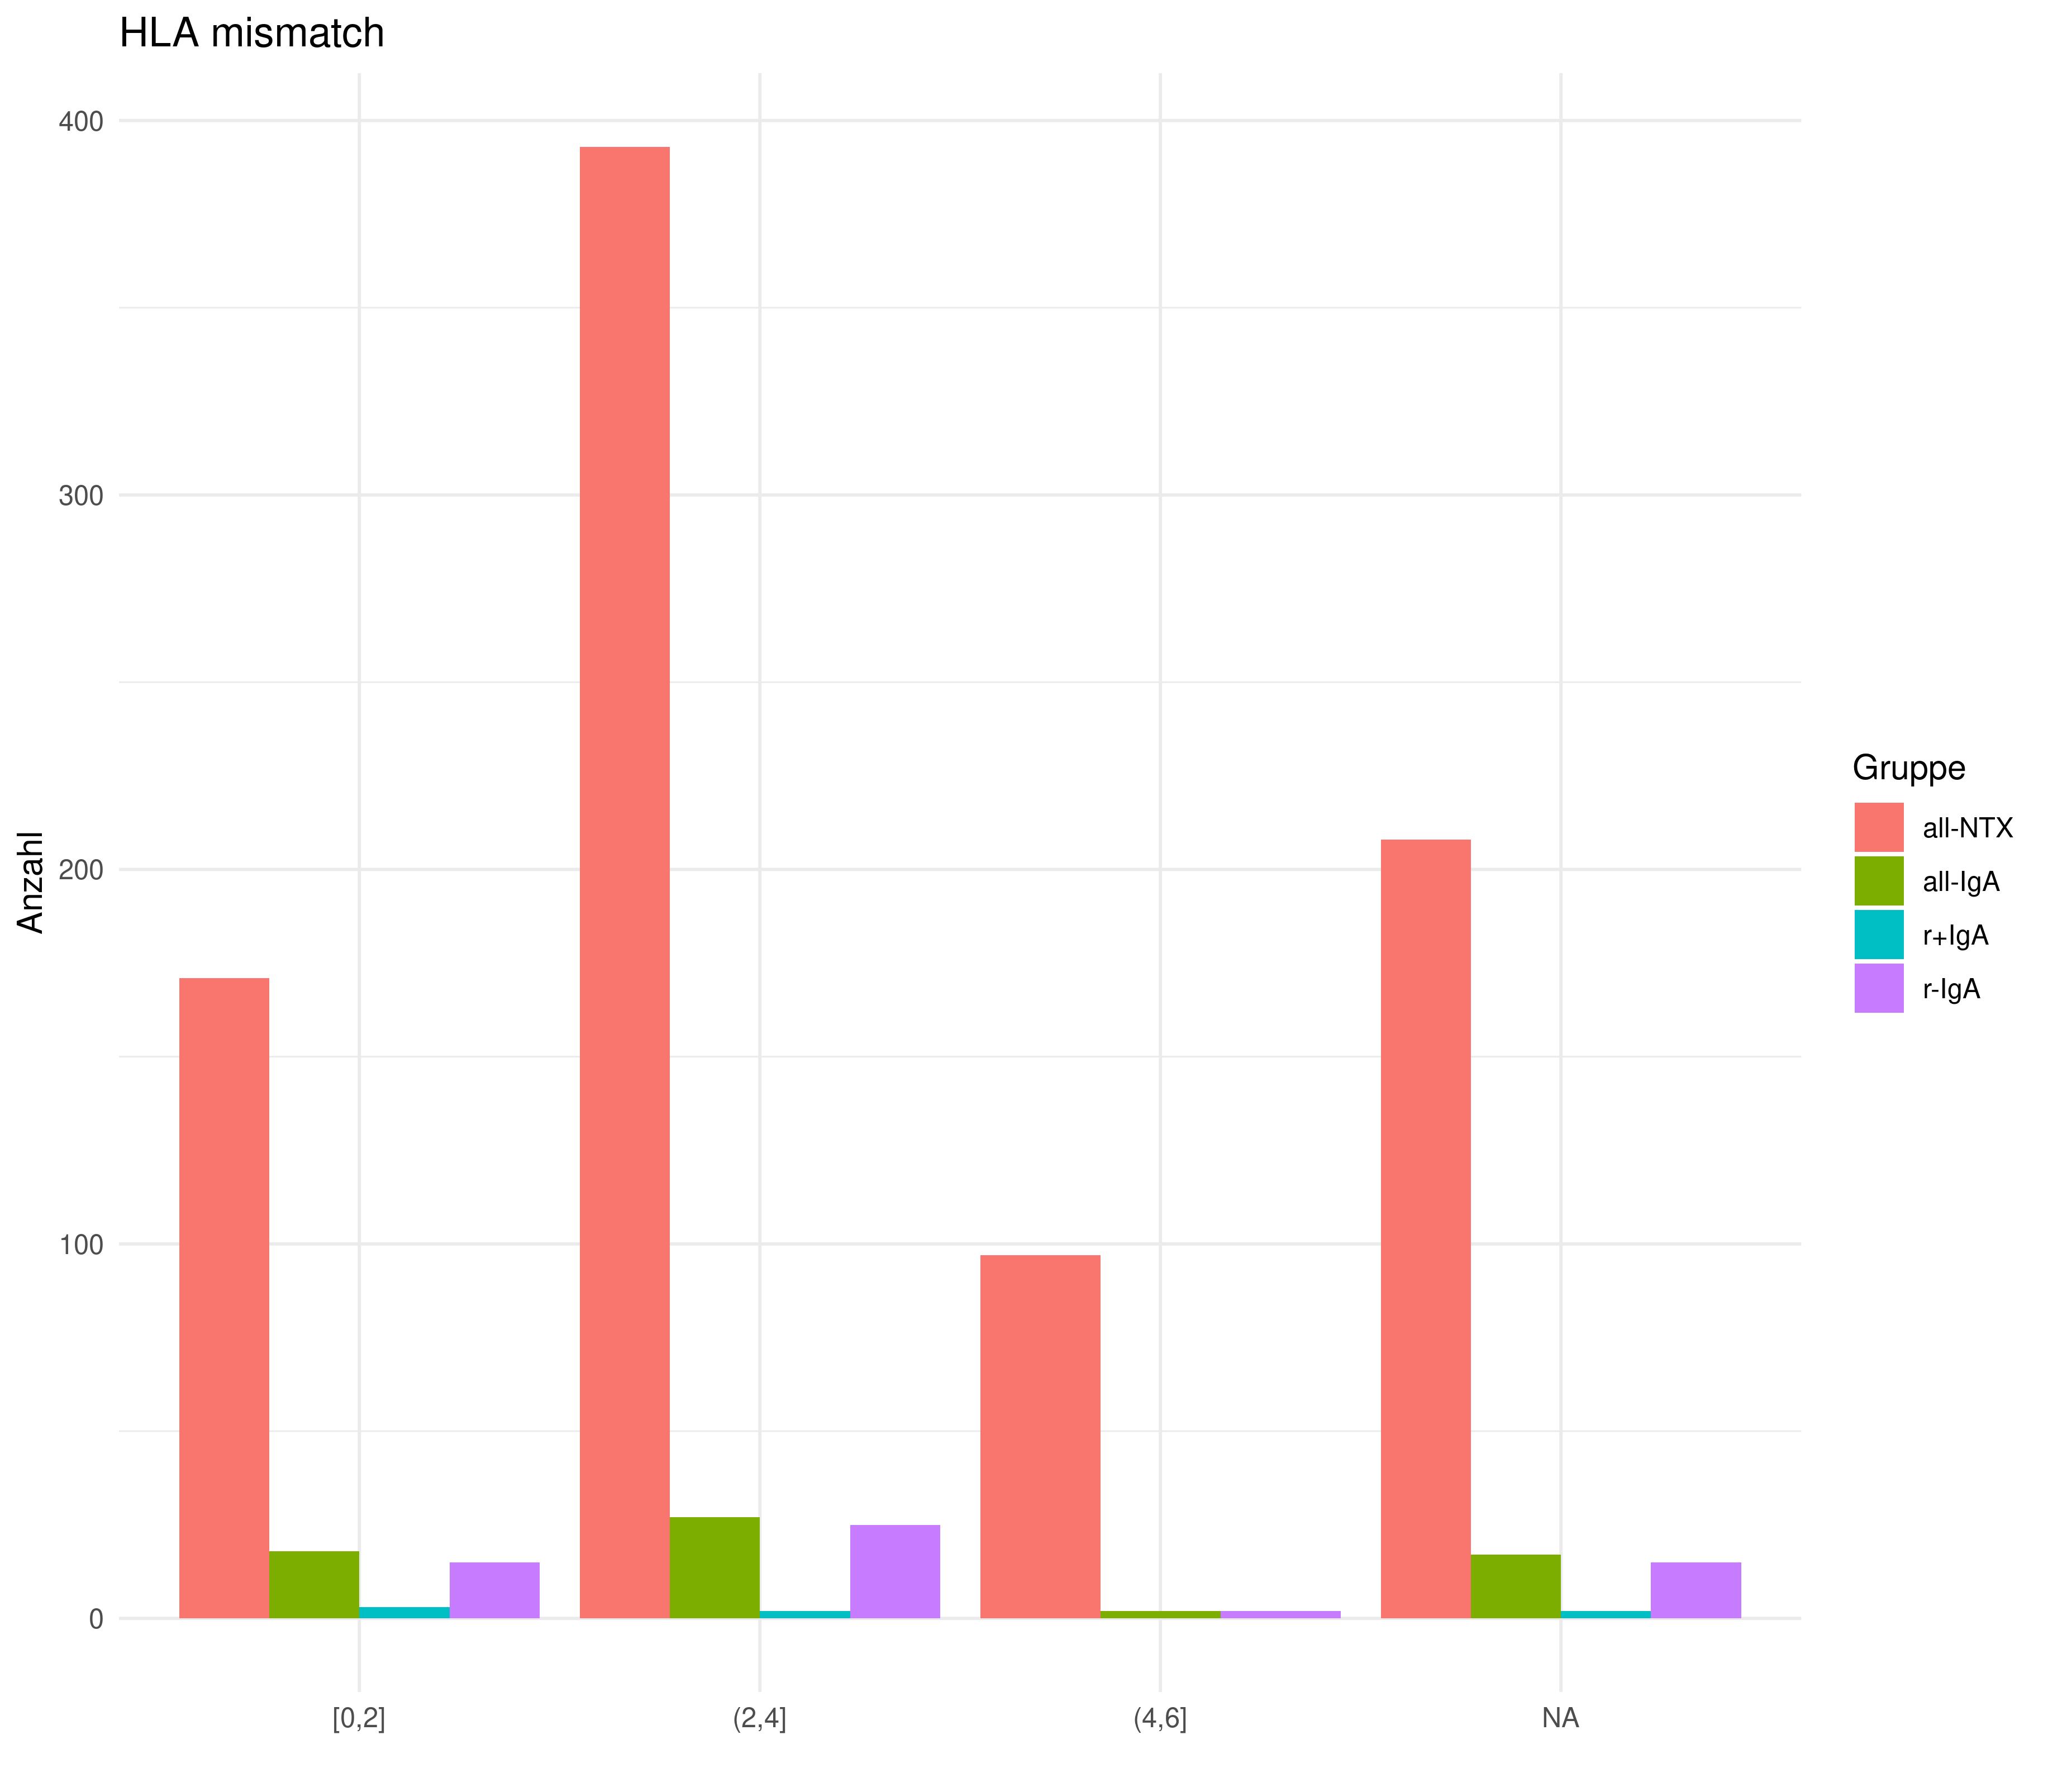 HLA mismatch
400
300
200
100
0
Anzahl
[0,2]
(2,4]
(4,6]
NA
Gruppe
all-NTX
all-IgA
r+IgA
r-IgA